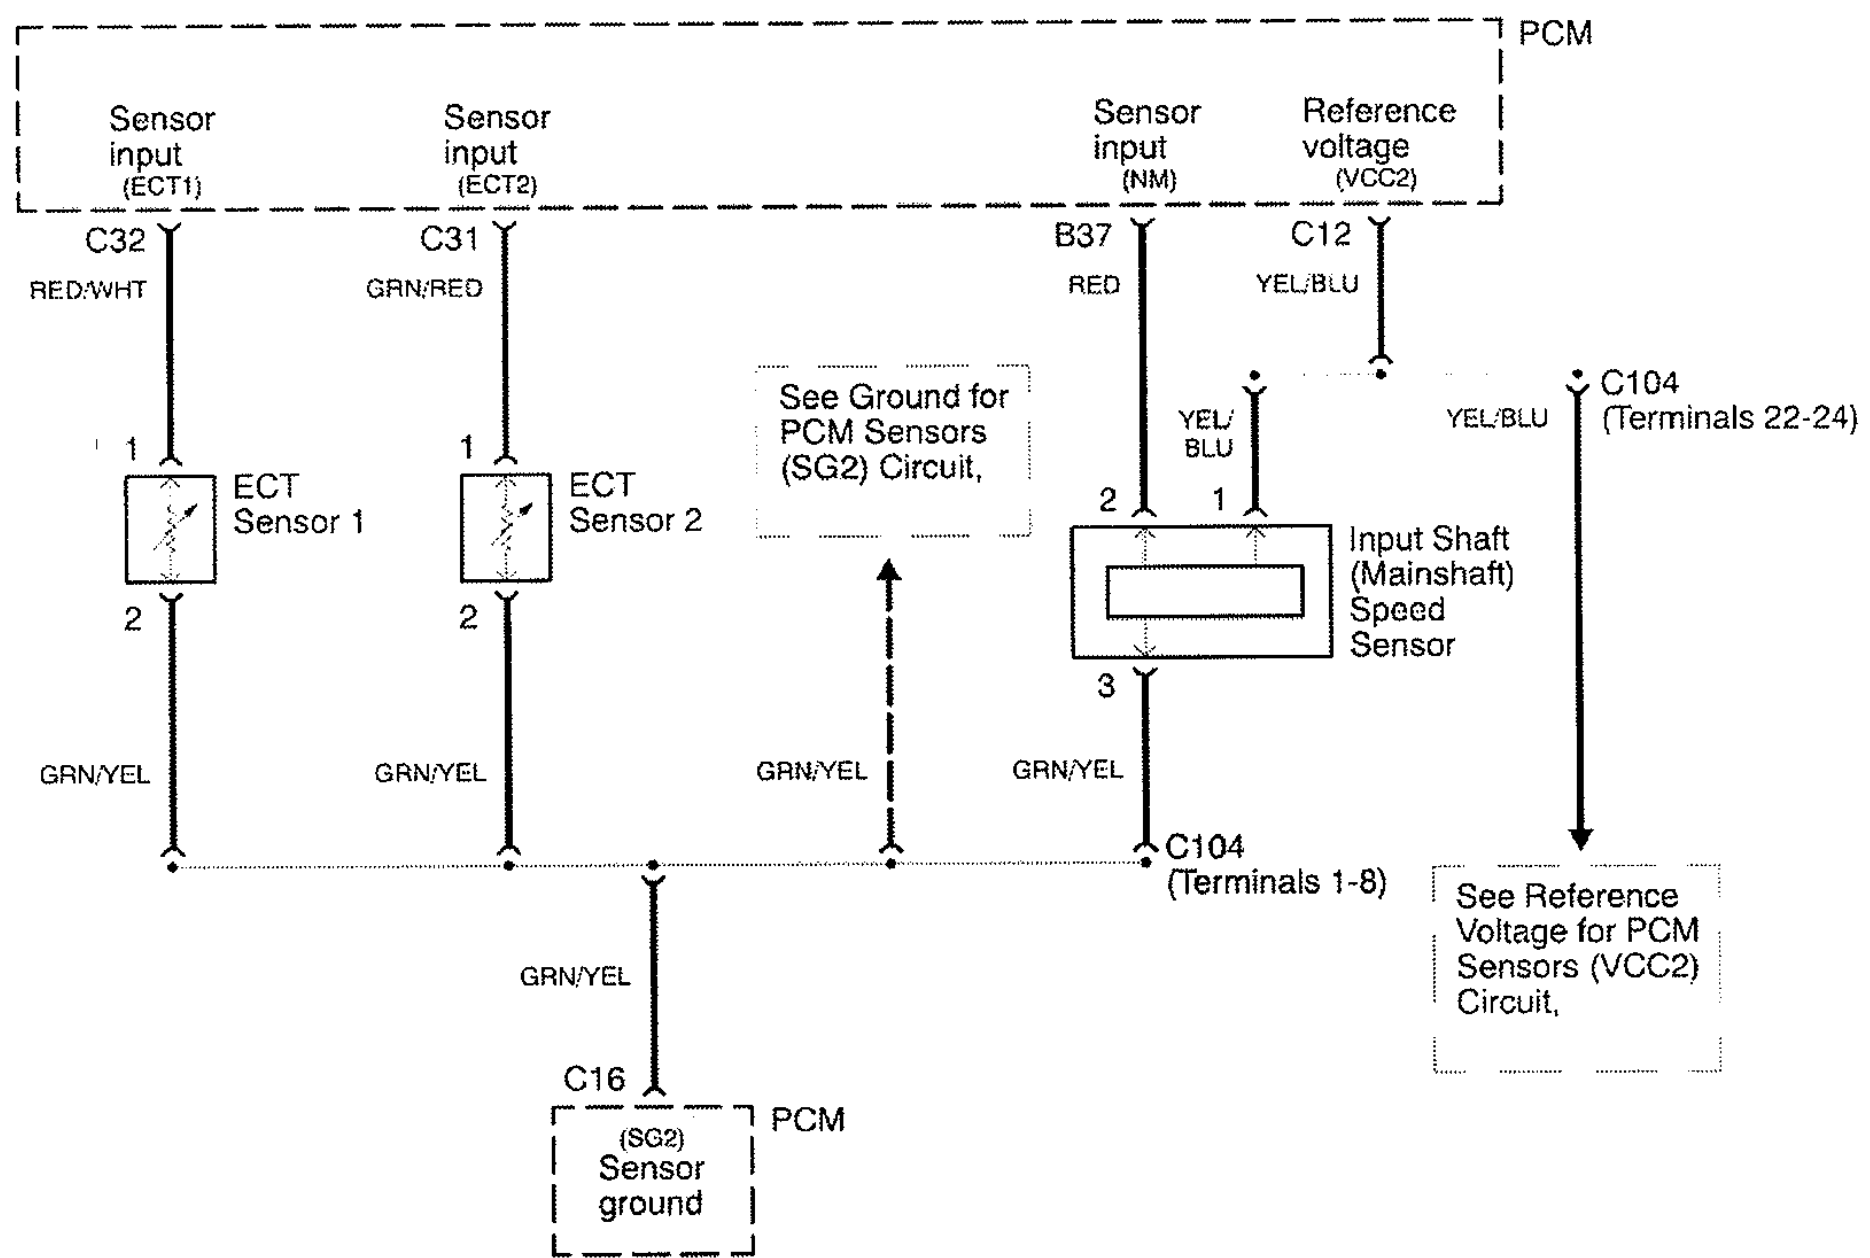 PCM
Sensor
input
(ECT1)
Sensor
input
(ECT2)
Sensor
input
(NM)
Reference
voltage
(VCC2)
C32
C31
B37
C12
RED/WHT
GRN/RED
RED
YEL/BLU
See Ground for
PCM Sensors
(SG2) Circuit,
YEL/
BLU
YEL/BLU
C104
(Terminals 22-24)
1
ECT
Sensor 1
2
1
ECT
Sensor 2
2
2
1
Input Shaft
(Mainshaft)
Speed
Sensor
3
GRN/YEL
GRN/YEL
GRN/YEL
GRN/YEL
C104
(Terminals 1-8)
See Reference
Voltage for PCM
Sensors (VCC2)
Circuit,
GRN/YEL
C16
PCM
(SG2)
Sensor
ground